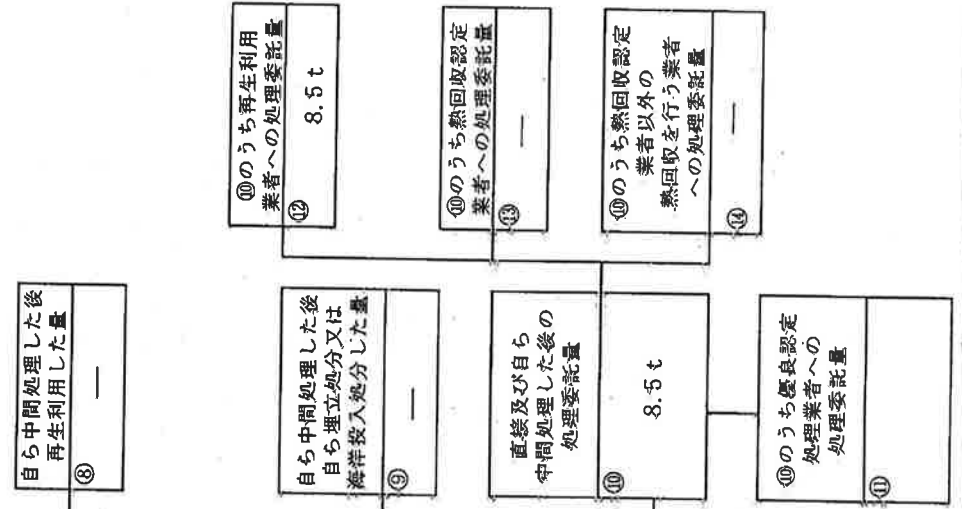 自ら中間処理した後
再生利用した量
⑧
—
自ら中間処理した後
自ら埋立処分又は
海洋投入処分した量
⑨
—
直接及び自ら
中間処理した後の
処理委託量
⑩
8.5t
⑩のうち優良認定
処理業者への
処理委託量
⑪
⑩のうち再生利用
業者への処理委託量
⑫
8.5t
⑩のうち熱回収認定
業者への処理委託量
⑬
—
⑩のうち熱回収認定
業者以外の
熱回収を行う業者
への処理委託量
⑭
—